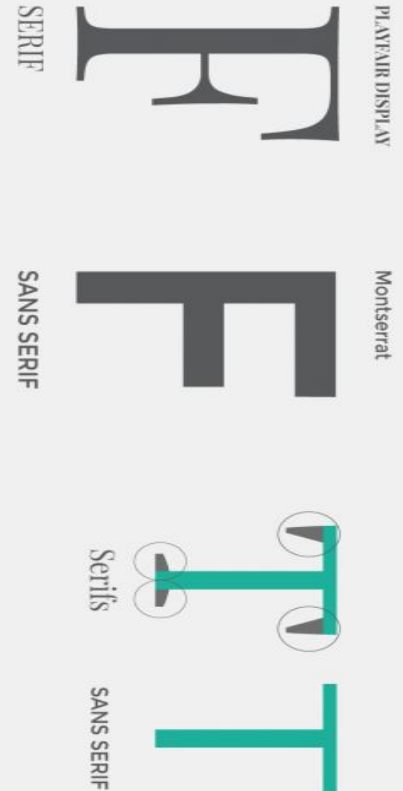 PLAYFAIR DISPLAY
Montserrat
F
F
T
T
SERIF
SANS SERIF
Serifs
SANS SERIF